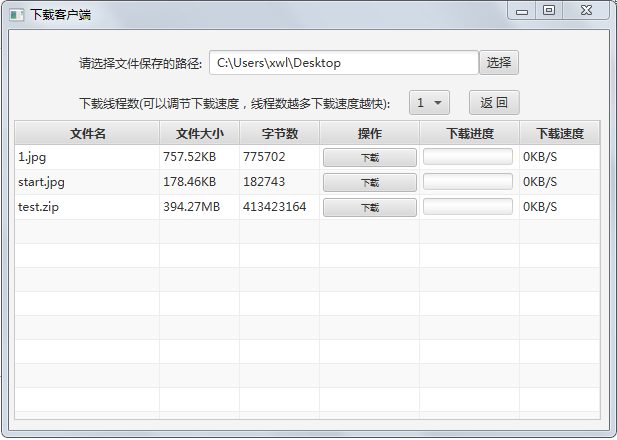 下载客户端
请选择文件保存的路径: C:\Users\xwl\Desktop 选择
下载线程数(可以调节下载速度，线程数越多下载速度越快): 1 返 回
文件名 文件大小 字节数 操作 下载进度 下载速度
1.jpg 757.52KB 775702 下载 0KB/S
start.jpg 178.46KB 182743 下载 0KB/S
test.zip 394.27MB 413423164 下载 0KB/S